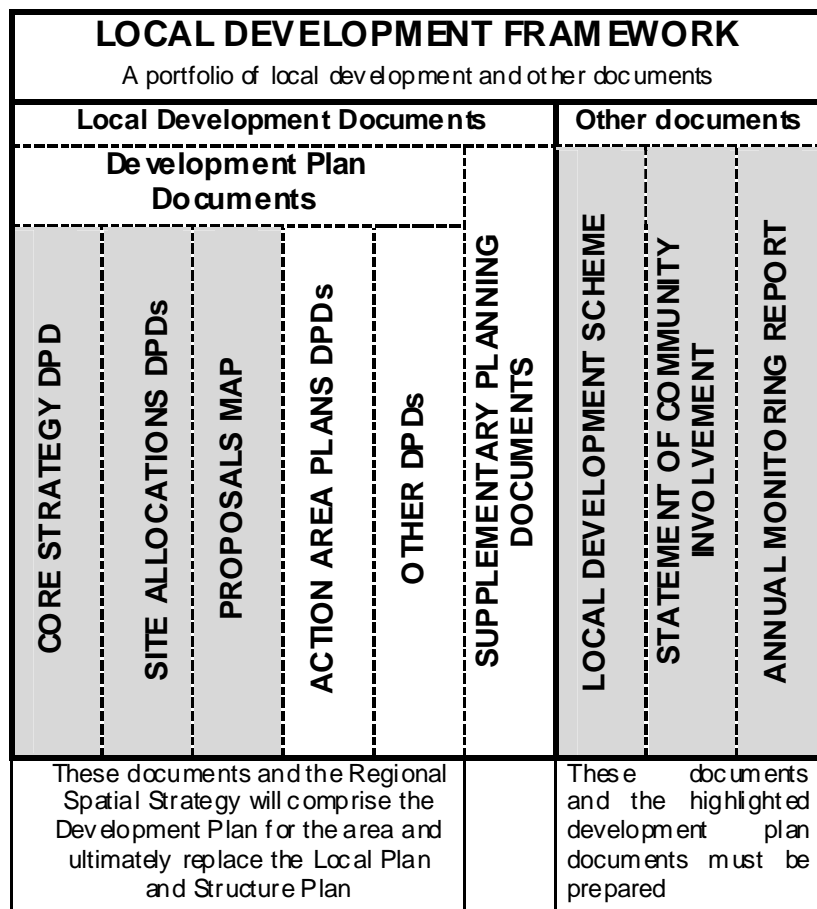 LOCAL DEVELOPMENT FRAMEWORK
A portfolio of local development and other documents
Local Development Documents
Other documents
Development Plan
Documents
CORE STRATEGY DPD
SITE ALLOCATIONS DPDs
PROPOSALS MAP
ACTION AREA PLANS DPDs
OTHER DPDs
SUPPLEMENTARY PLANNING
DOCUMENTS
LOCAL DEVELOPMENT SCHEME
STATEMENT OF COMMUNITY
INVOLVEMENT
ANNUAL MONITORING REPORT
These documents and the Regional
Spatial Strategy will comprise the
Development Plan for the area and
ultimately replace the Local Plan
and Structure Plan
These documents
and the highlighted
development plan
documents must be
prepared